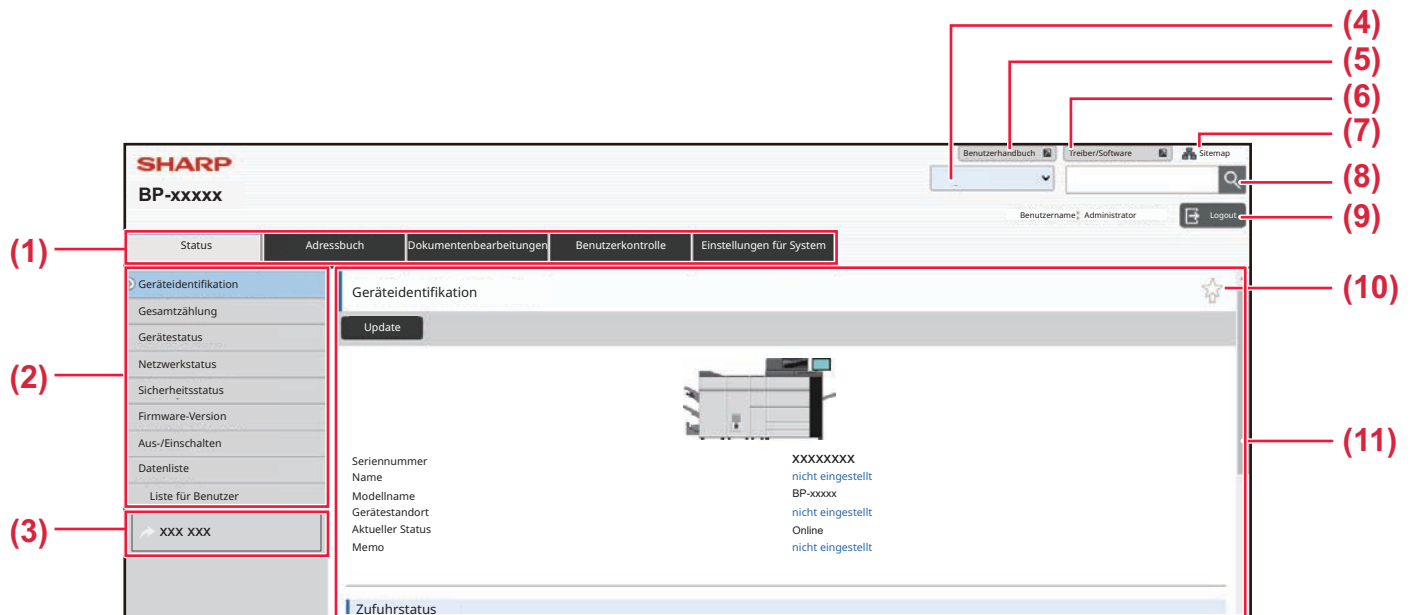 (4)
(5)
(6)
(7)
Benutzerhandbuch Treiber/Software Sitemap
SHARP
BP-xxxxx
(8)
Benutzername: Administrator Logout
(9)
(1)
Status Adressbuch Dokumentenbearbeitungen Benutzerkontrolle Einstellungen für System
(2)
Geräteidentifikation
Gesamtzählung
Gerätestatus
Netzwerkstatus
Sicherheitsstatus
Firmware-Version
Aus-/Einschalten
Datenliste
Liste für Benutzer
(3)
XXX XXX
Geräteidentifikation
(10)
Update
(11)
Seriennummer XXXXXXXX
Name nicht eingestellt
Modellname BP-xxxxx
Gerätestandort nicht eingestellt
Aktueller Status Online
Memo nicht eingestellt
Zufuhrstatus